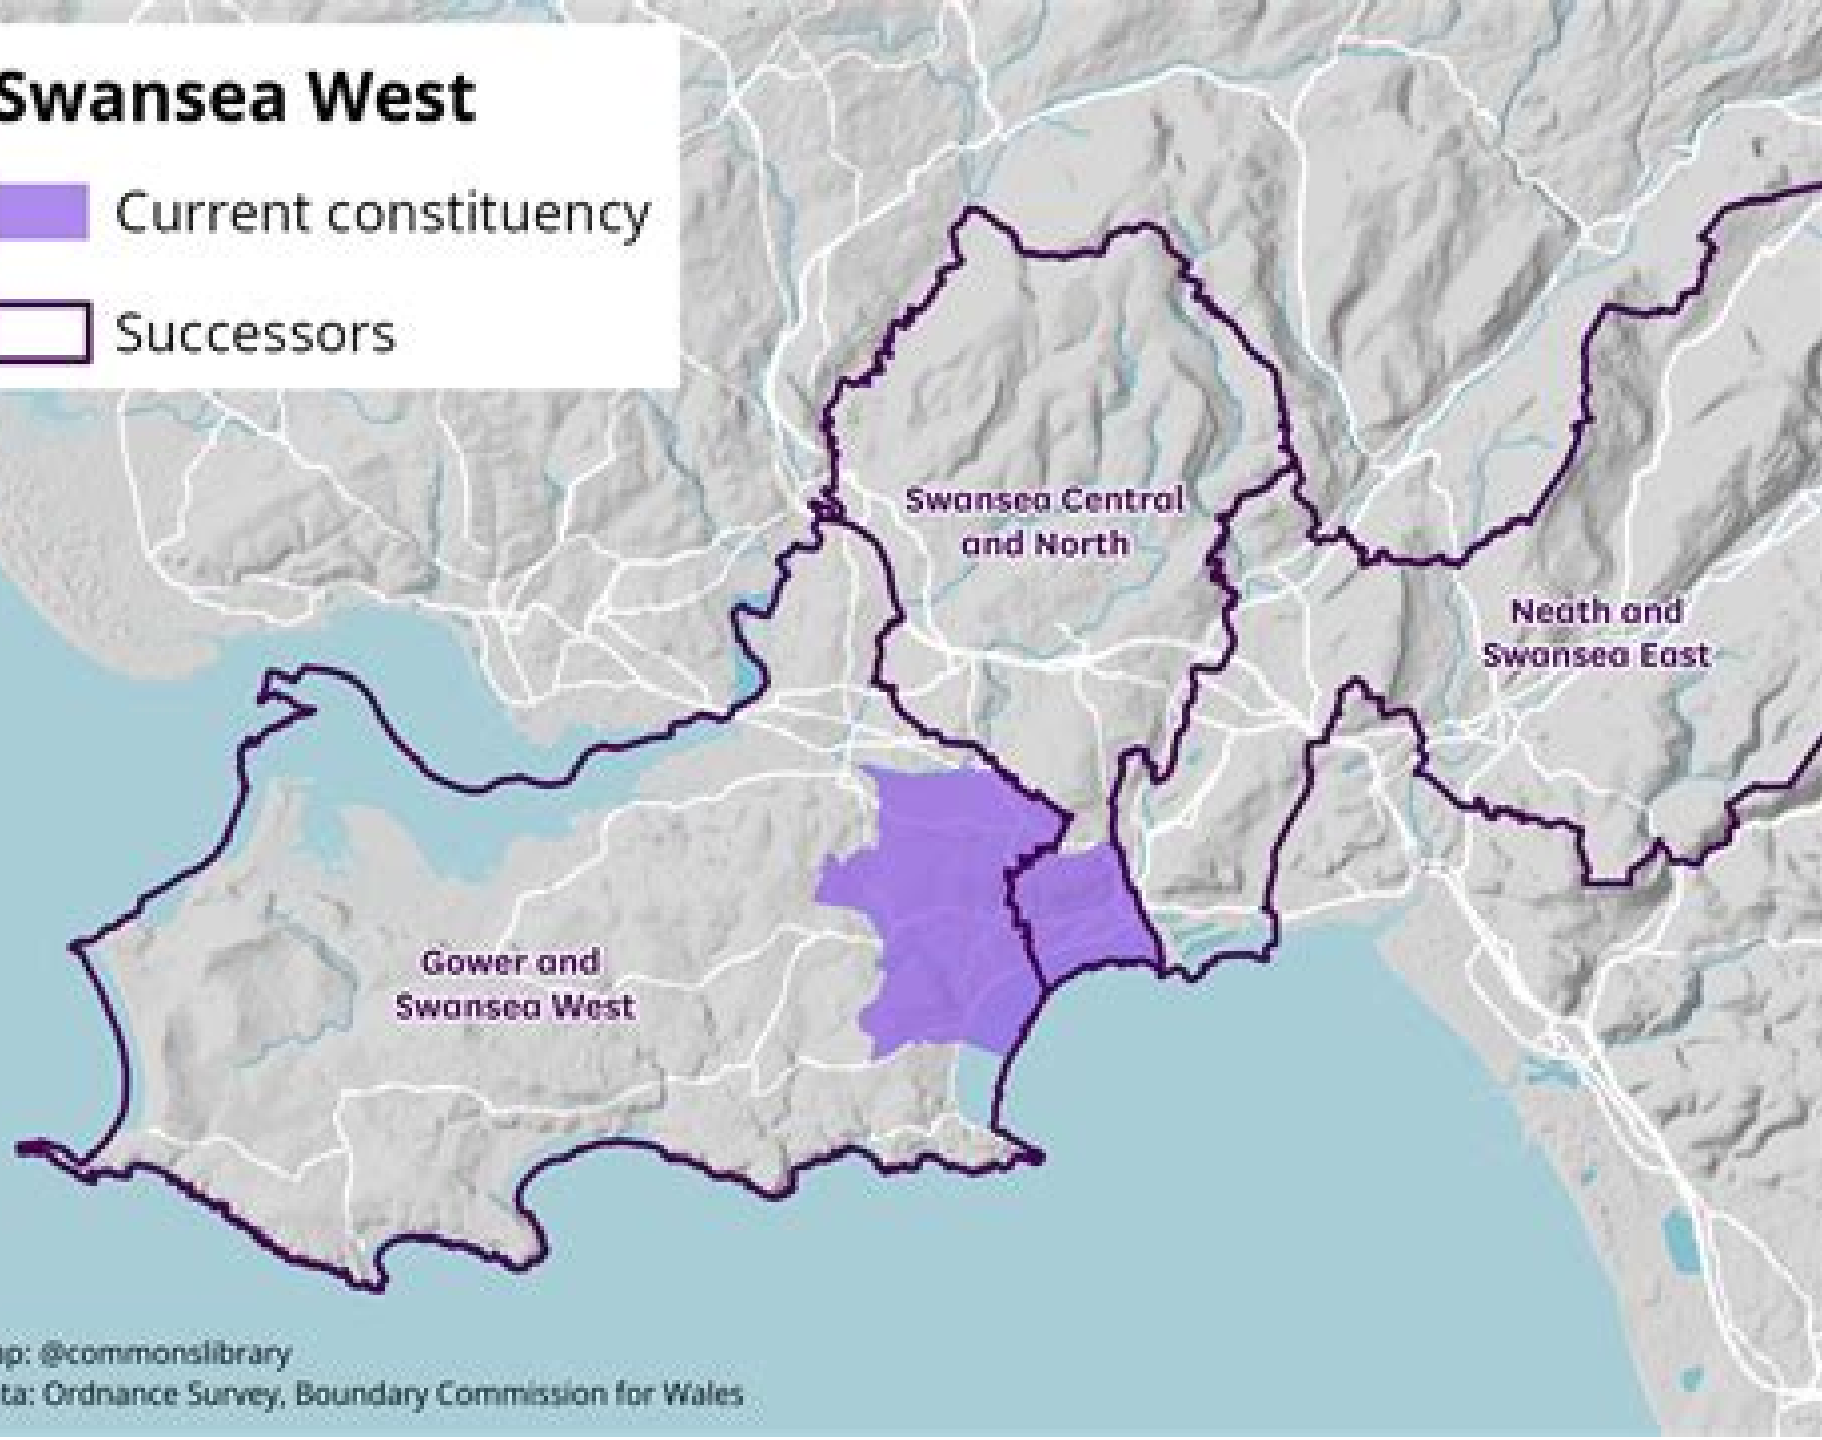 Swansea West
Current constituency
Successors
Swansea Central
and North
Neath and
Swansea East
Gower and
Swansea West
ap: @commonslibrary
ta: Ordnance Survey, Boundary Commission for Wales